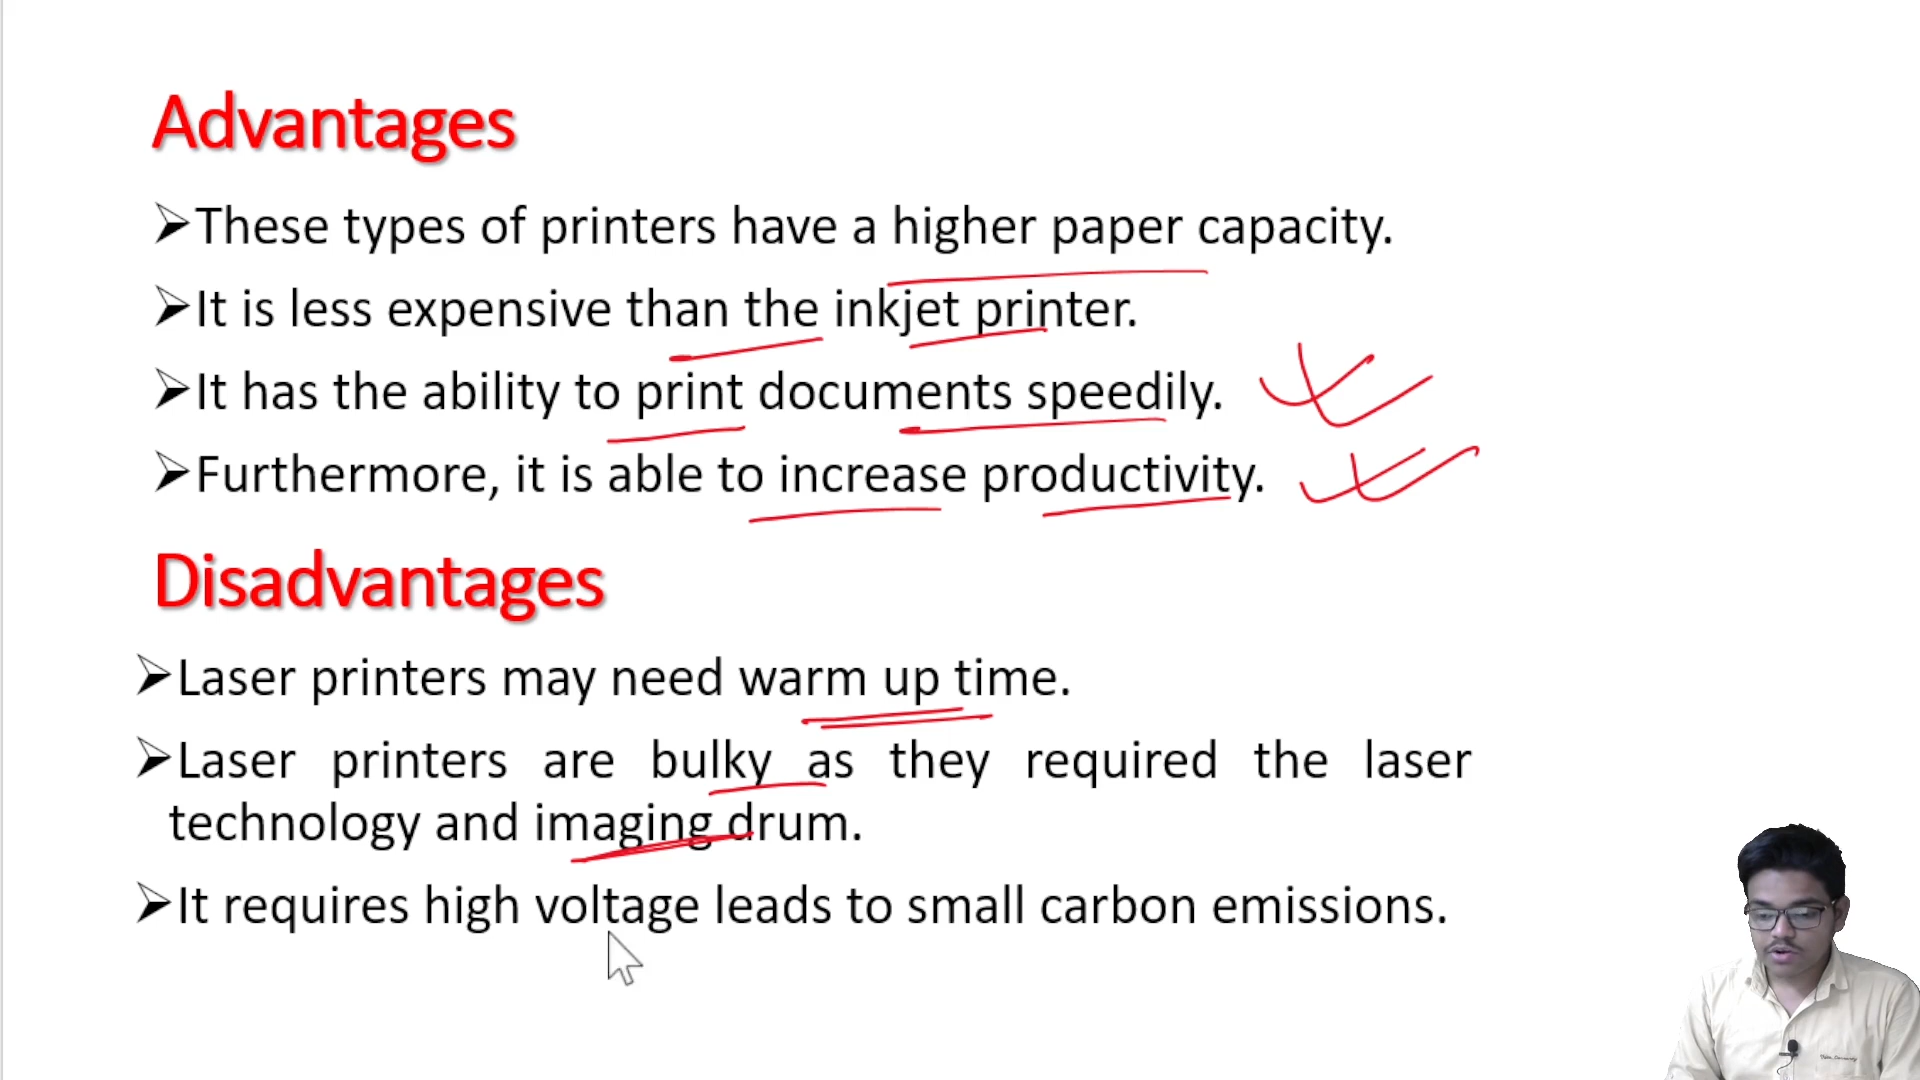 Advantages
➢These types of printers have a higher paper capacity.
➢It is less expensive than the inkjet printer.
➢It has the ability to print documents speedily.
➢Furthermore, it is able to increase productivity.
Disadvantages
➢Laser printers may need warm up time.
➢Laser printers are bulky as they required the laser
technology and imaging drum.
➢It requires high voltage leads to small carbon emissions.